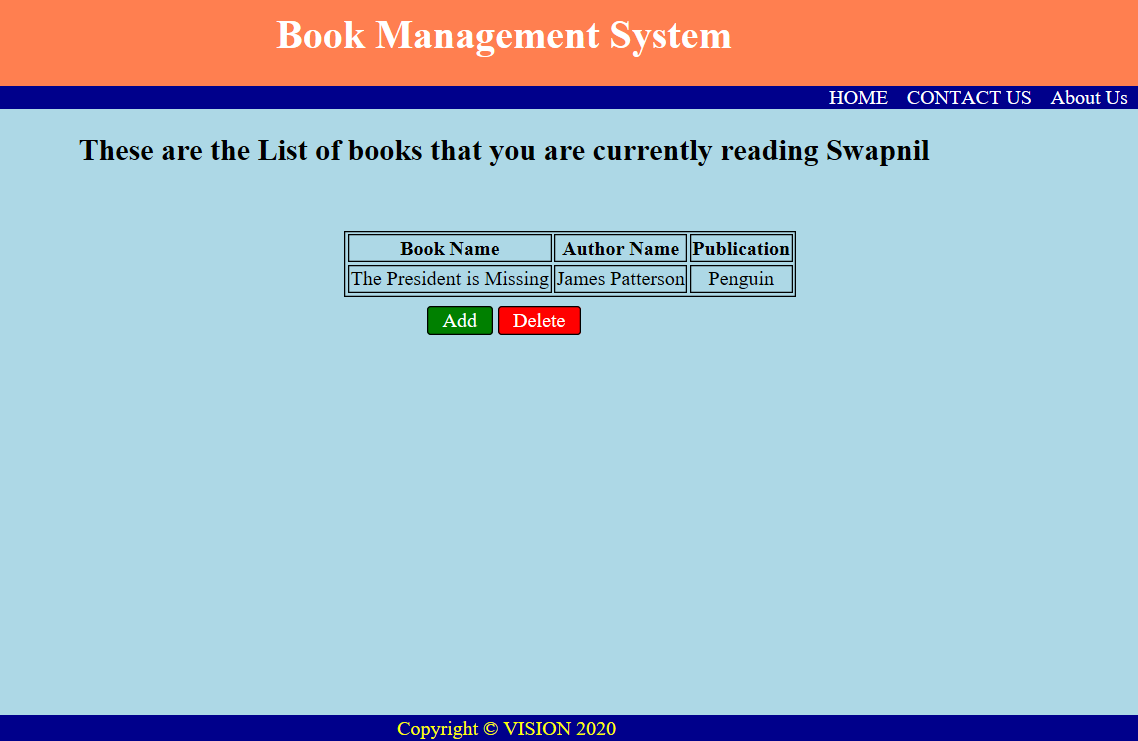 Book Management System
HOME CONTACT US About Us
These are the List of books that you are currently reading Swapnil
Book Name Author Name Publication
The President is Missing James Patterson Penguin
Add Delete
Copyright © VISION 2020